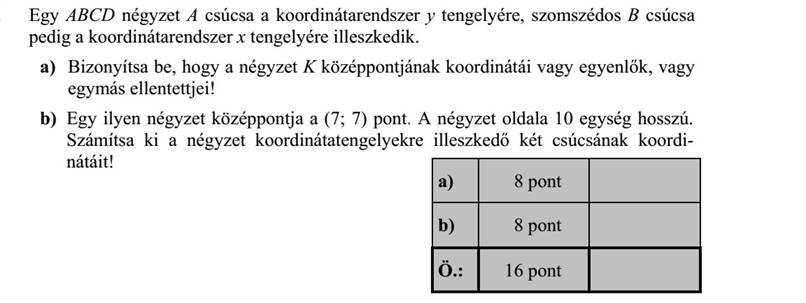 Egy ABCD négyzet A csúcsa a koordinátarendszer y tengelyére, szomszédos B csúcsa
pedig a koordinátarendszer x tengelyére illeszkedik.
a) Bizonyítsa be, hogy a négyzet K középpontjának koordinátái vagy egyenlők, vagy
egymás ellentettjei!
b) Egy ilyen négyzet középpontja a (7; 7) pont. A négyzet oldala 10 egység hosszú.
Számítsa ki a négyzet koordinátatengelyekre illeszkedő két csúcsának koordi-
nátáit!
a) 8 pont
b) 8 pont
Ö.: 16 pont